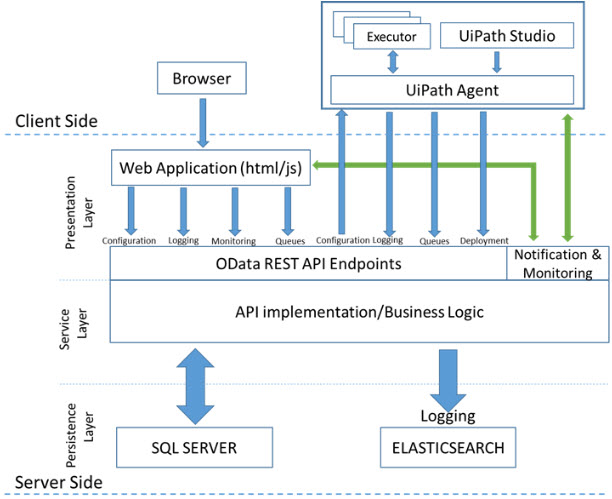 Executor
UiPath Studio
Browser
UiPath Agent
Client Side
Web Application (html/js)
Presentation
Layer
Configuration
Logging
Monitoring
Queues
Configuration
Logging
Queues
Deployment
OData REST API Endpoints
Notification &
Monitoring
Service
Layer
API implementation/Business Logic
Persistence
Layer
Logging
SQL SERVER
ELASTICSEARCH
Server Side